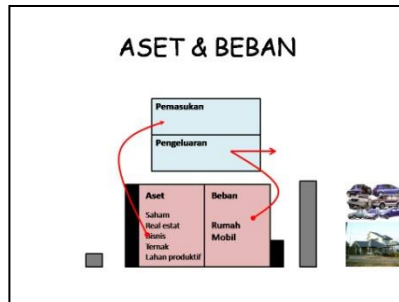 ASET & BEBAN
Pemasukan
Pengeluaran
Aset
Saham
Real estat
Bisnis
Ternak
Lahan produktif
Beban
Rumah
Mobil